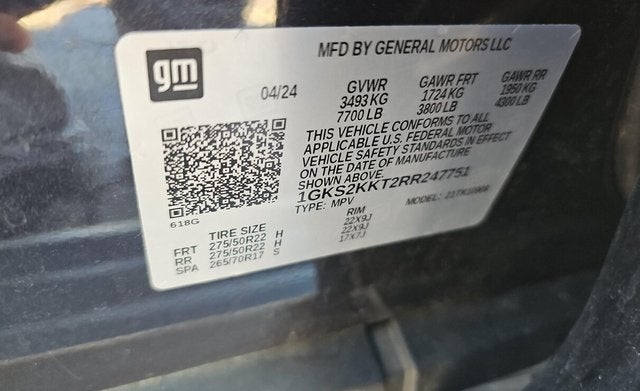 gm
MFD BY GENERAL MOTORS LLC
04/24
GVWR GAWR FRT GAWR RR
3493 KG 1724 KG 1950 KG
7700 LB 3800 LB 4300 LB
THIS VEHICLE CONFORMS TO ALL
APPLICABLE U.S. FEDERAL MOTOR
VEHICLE SAFETY STANDARDS IN EFFECT
ON THE DATE OF MANUFACTURE
SHOWN ABOVE.
1GKS2KKT2RR247751
TYPE: MPV MODEL:
618G
TIRE SIZE RIM
FRT 275/50R22 H 22X9J
RR 275/50R22 H 22X9J
SPA 265/70R17 S 17X7J